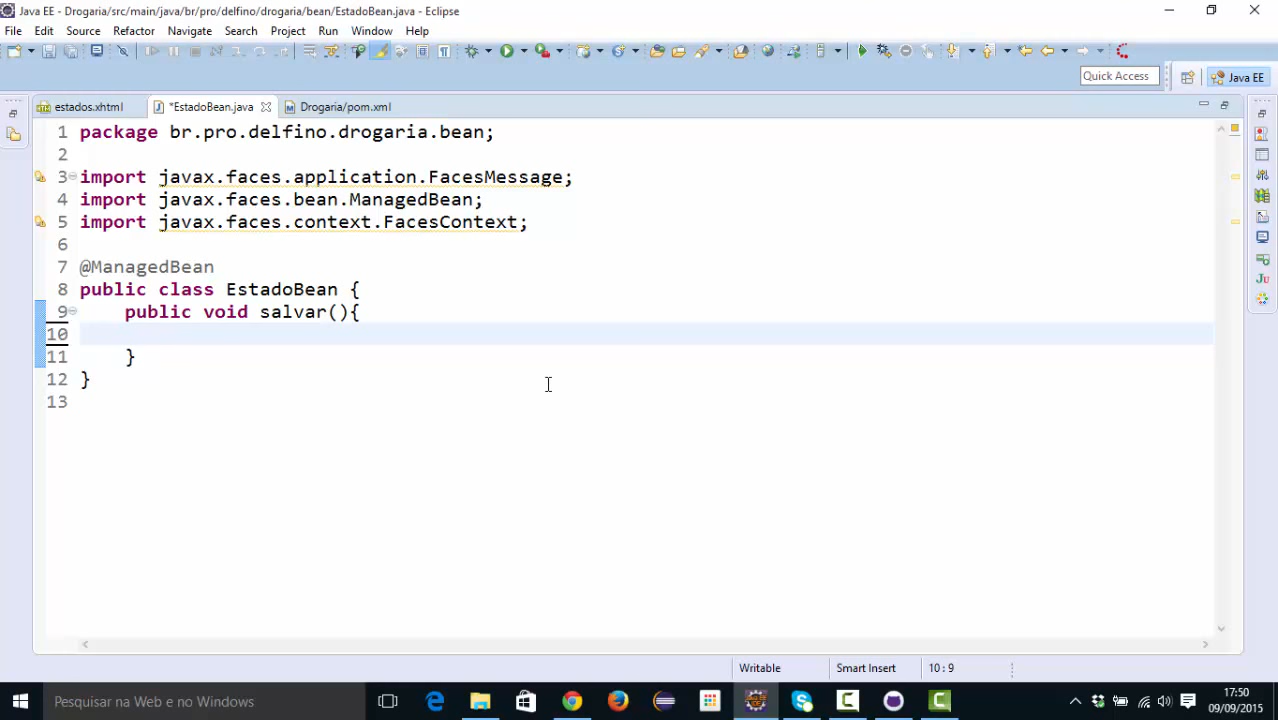 Java EE - Drogaria/src/main/java/br/pro/delfino/drogaria/bean/EstadoBean.java - Eclipse
File Edit Source Refactor Navigate Search Project Run Window Help
Quick Access Java EE
estados.xhtml *EstadoBean.java Drogaria/pom.xml
1 package br.pro.delfino.drogaria.bean;
2
3 import javax.faces.application.FacesMessage;
4 import javax.faces.bean.ManagedBean;
5 import javax.faces.context.FacesContext;
6
7 @ManagedBean
8 public class EstadoBean {
9 public void salvar(){
10
11 }
12 }
13
Writable Smart Insert 10 : 9
Pesquisar na Web e no Windows
17:50
09/09/2015